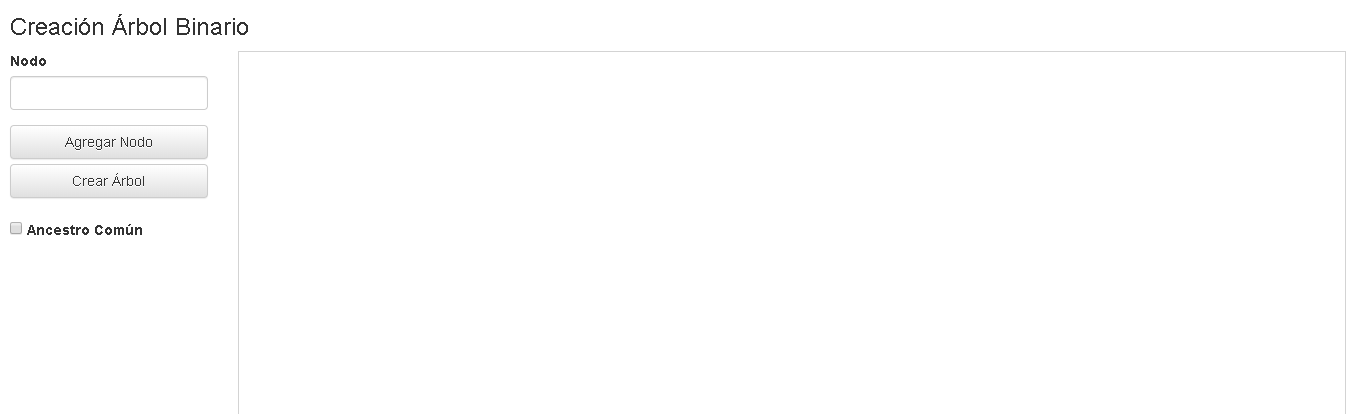 Creación Árbol Binario
Nodo
Agregar Nodo
Crear Árbol
Ancestro Común